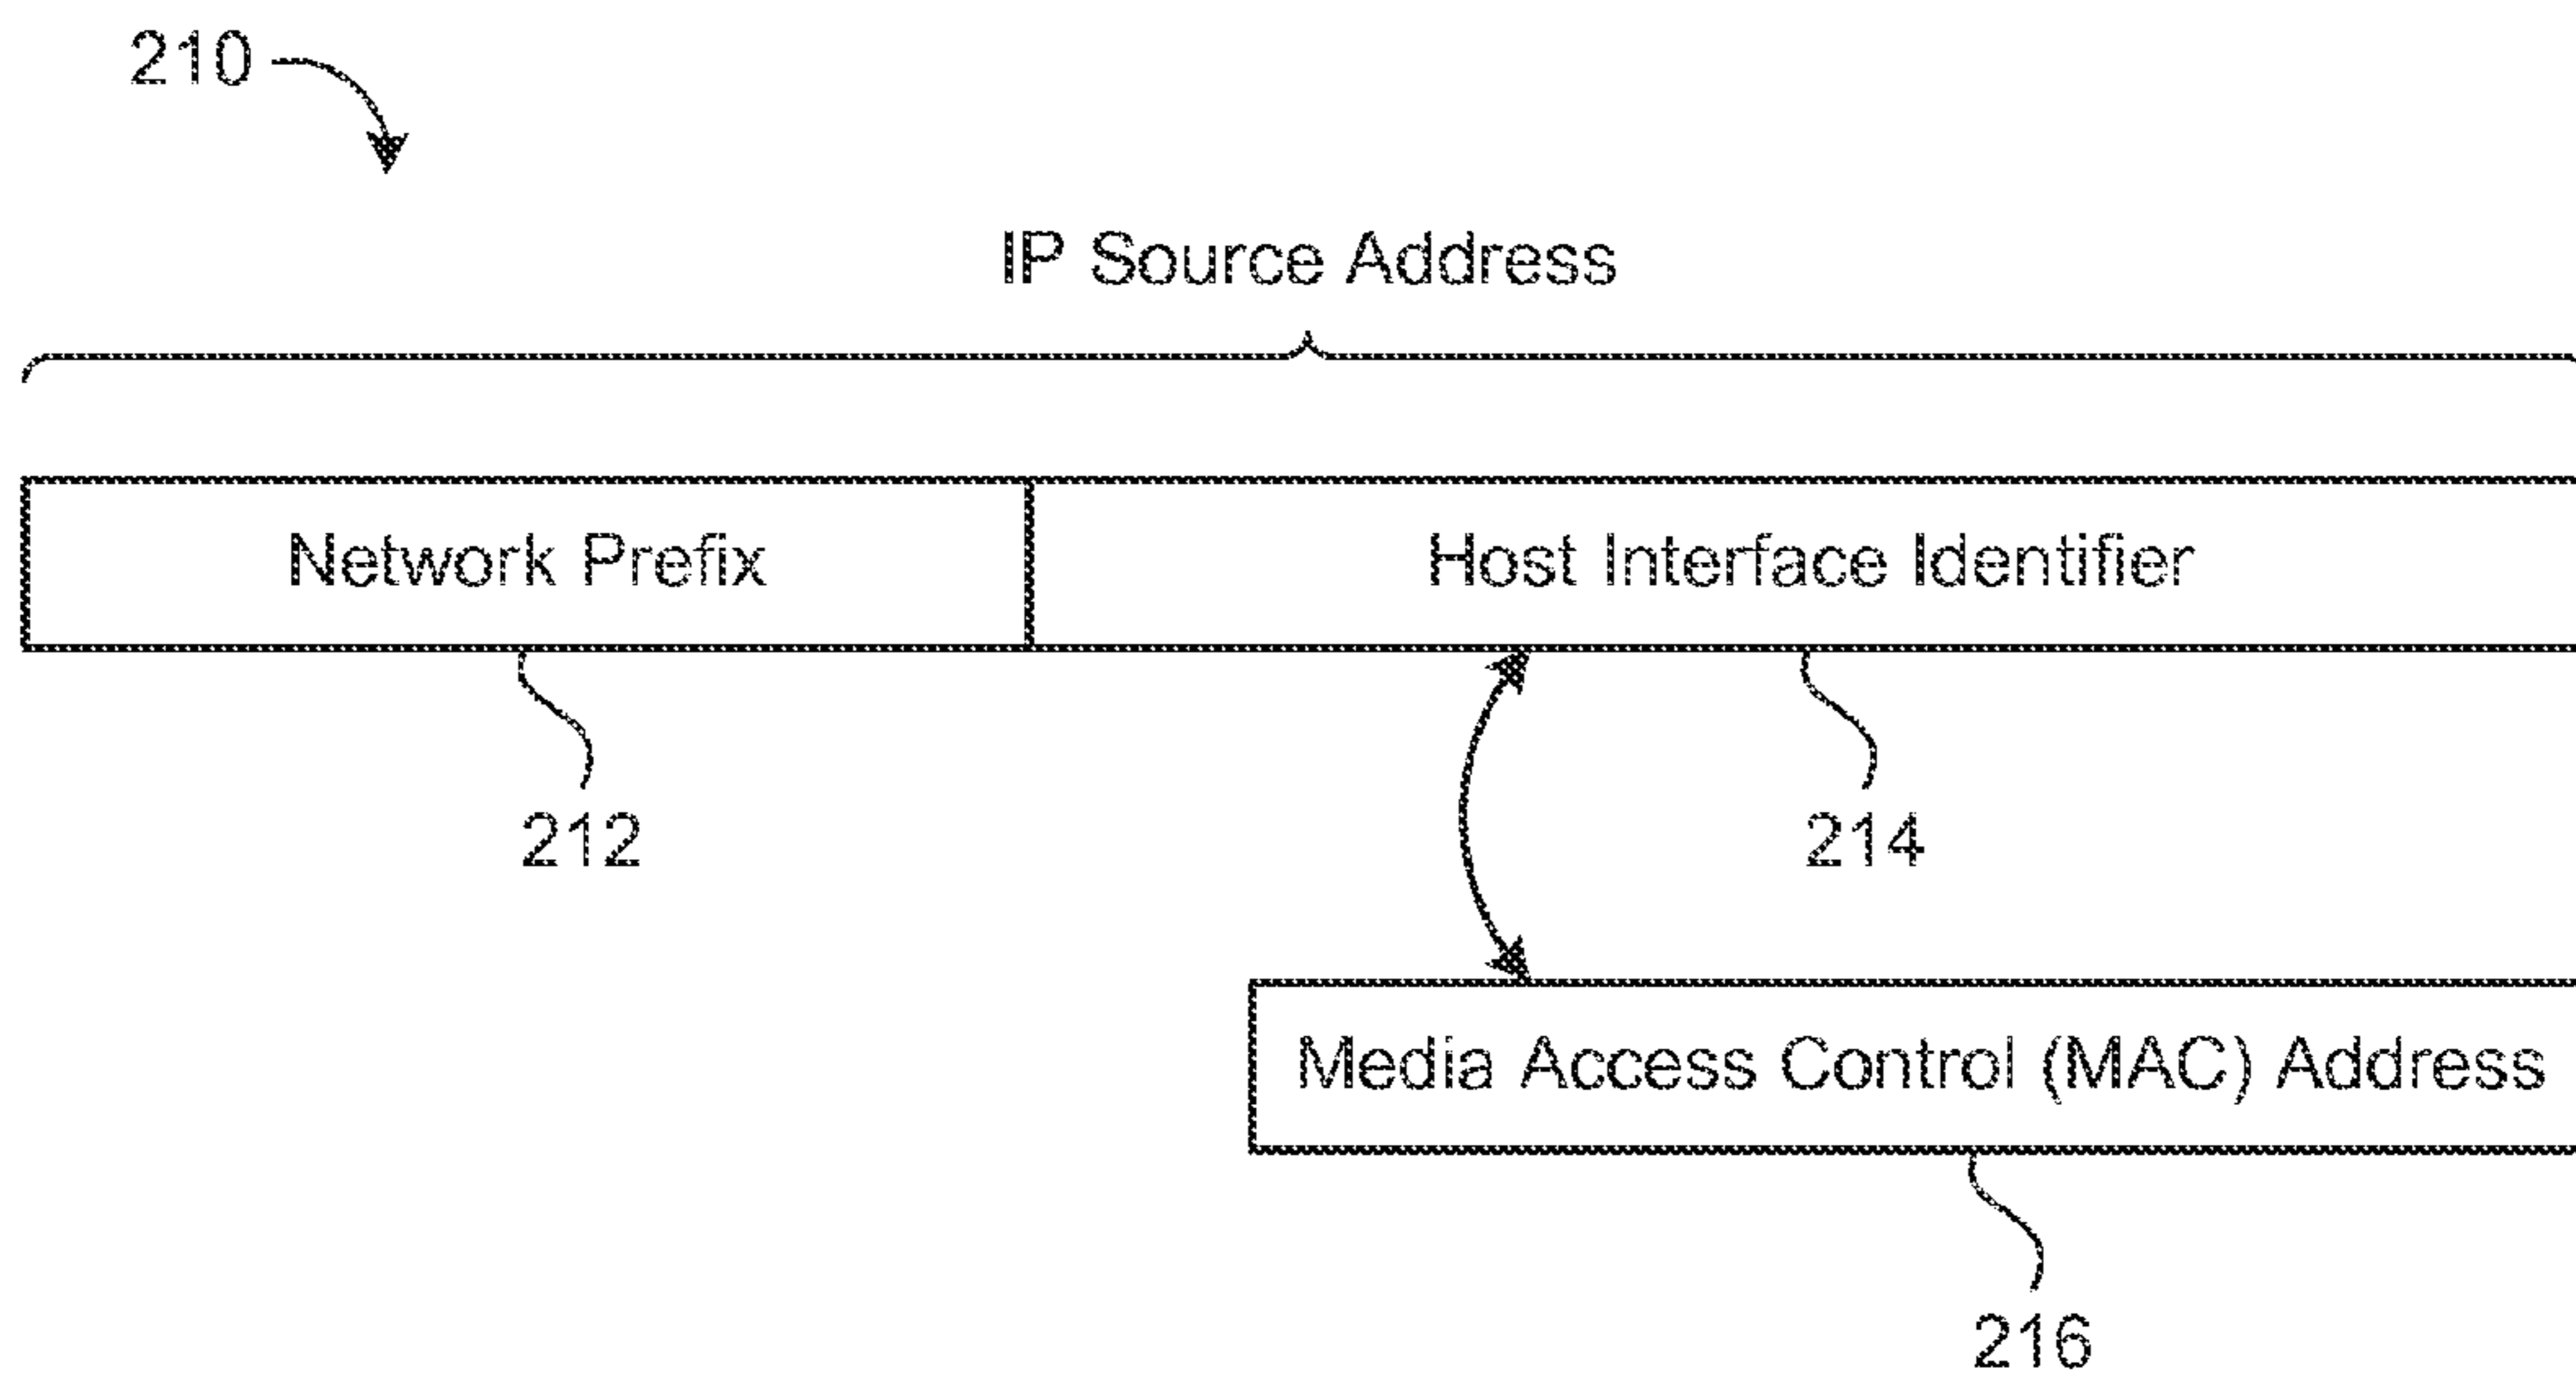 210
IP Source Address
Network Prefix
Host Interface Identifier
212
214
Media Access Control (MAC) Address
216